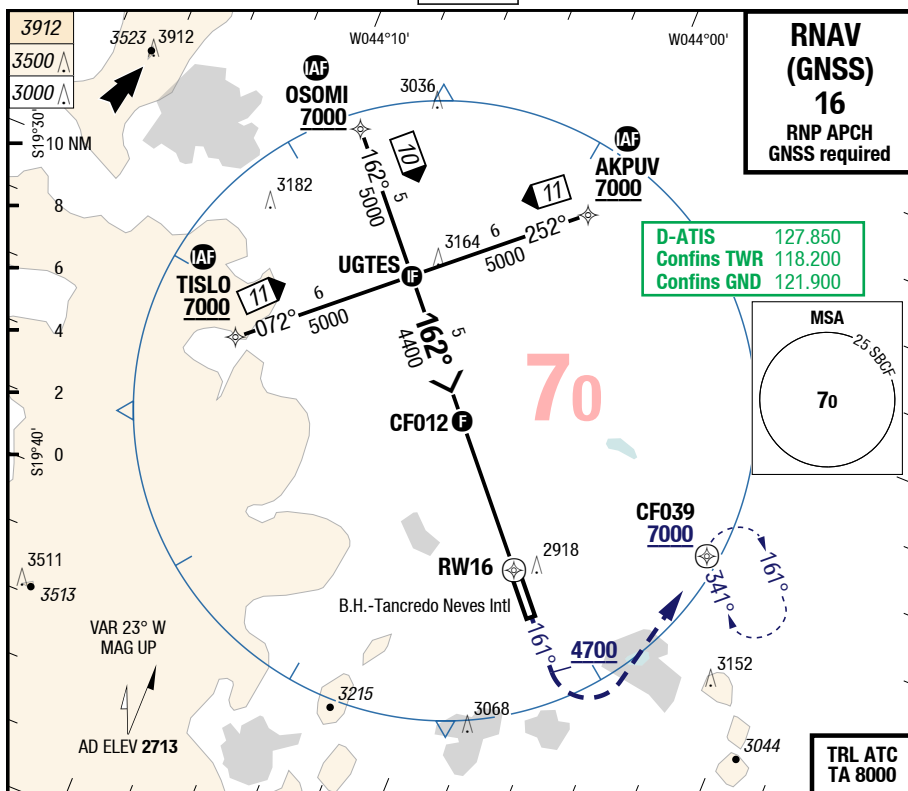 3912
3500
3000
3523
3912
W044°10'
W044°00'
RNAV
(GNSS)
16
RNP APCH
GNSS required
IAF
OSOMI
7000
3036
IAF
AKPUV
7000
S19°30'
10 NM
8
6
4
2
0
S19°40'
3182
162°
5
5000
10
11
6
252°
5000
3164
UGTES
IF
IAF
TISLO
7000
11
6
072°
5000
D-ATIS 127.850
Confins TWR 118.200
Confins GND 121.900
MSA
25 SBCF
70
162°
5
4400
70
CF012
F
CF039
7000
161°
341°
RW16
2918
B.H.-Tancredo Neves Intl
161°
4700
3511
3513
VAR 23° W
MAG UP
AD ELEV 2713
3215
3068
3152
3044
TRL ATC
TA 8000